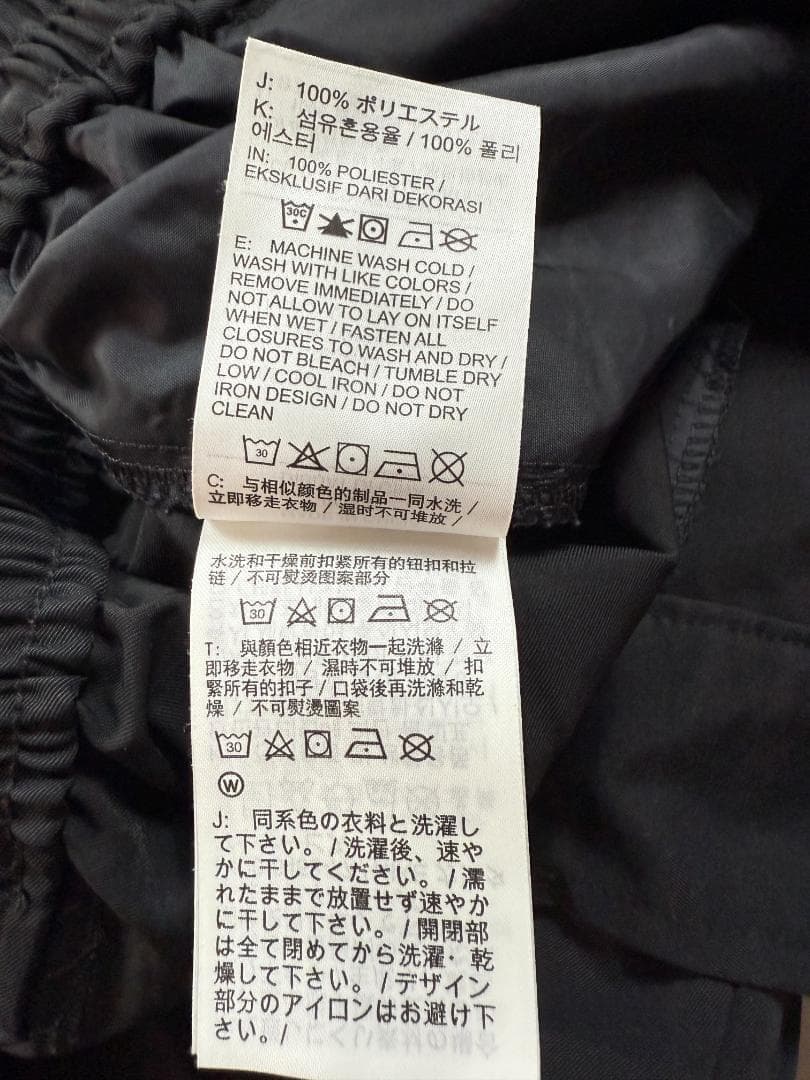 J: 100% ポリエステル
K: 섬유혼용율 / 100% 폴리
에스터
IN: 100% POLIESTER /
EKSKLUSIF DARI DEKORASI
30C
E: MACHINE WASH COLD /
WASH WITH LIKE COLORS /
REMOVE IMMEDIATELY / DO
NOT ALLOW TO LAY ON ITSELF
WHEN WET / FASTEN ALL
CLOSURES TO WASH AND DRY /
DO NOT BLEACH / TUMBLE DRY
LOW / COOL IRON / DO NOT
IRON DESIGN / DO NOT DRY
CLEAN
30
C: 与相似颜色的制品一同水洗 /
立即移走衣物 / 湿时不可堆放 /
水洗和干燥前扣紧所有的钮扣和拉
链 / 不可熨烫图案部分
30
T: 與顏色相近衣物一起洗滌 / 立
即移走衣物 / 濕時不可堆放 / 扣
緊所有的扣子 / 口袋後再洗滌和乾
燥 / 不可熨燙圖案
30
W
J: 同系色の衣料と洗濯し
て下さい。/ 洗濯後、速や
かに干してください。/ 濡
れたままで放置せず速やか
に干して下さい。/ 開閉部
は全て閉めてから洗濯・乾
燥して下さい。/ デザイン
部分のアイロンはお避け下
さい。/